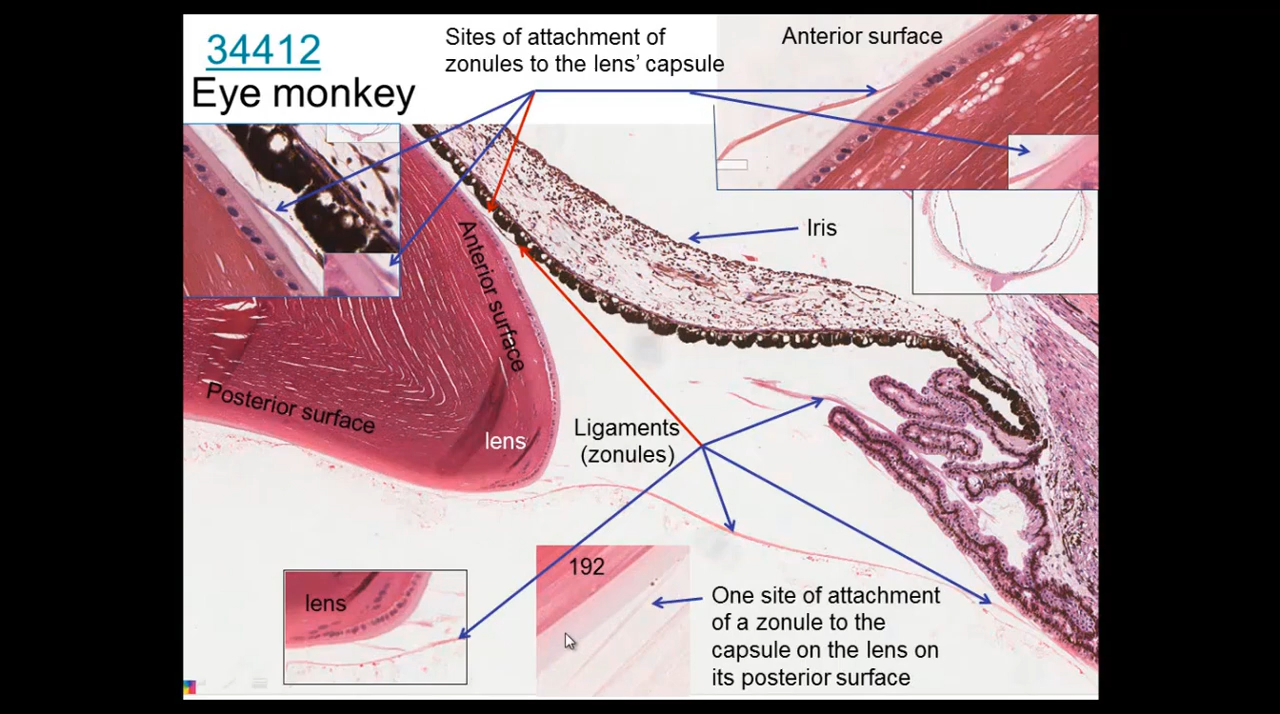 34412
Eye monkey
Sites of attachment of
zonules to the lens’ capsule
Anterior surface
Iris
Anterior surface
Posterior surface
lens
Ligaments
(zonules)
lens
192
One site of attachment
of a zonule to the
capsule on the lens on
its posterior surface